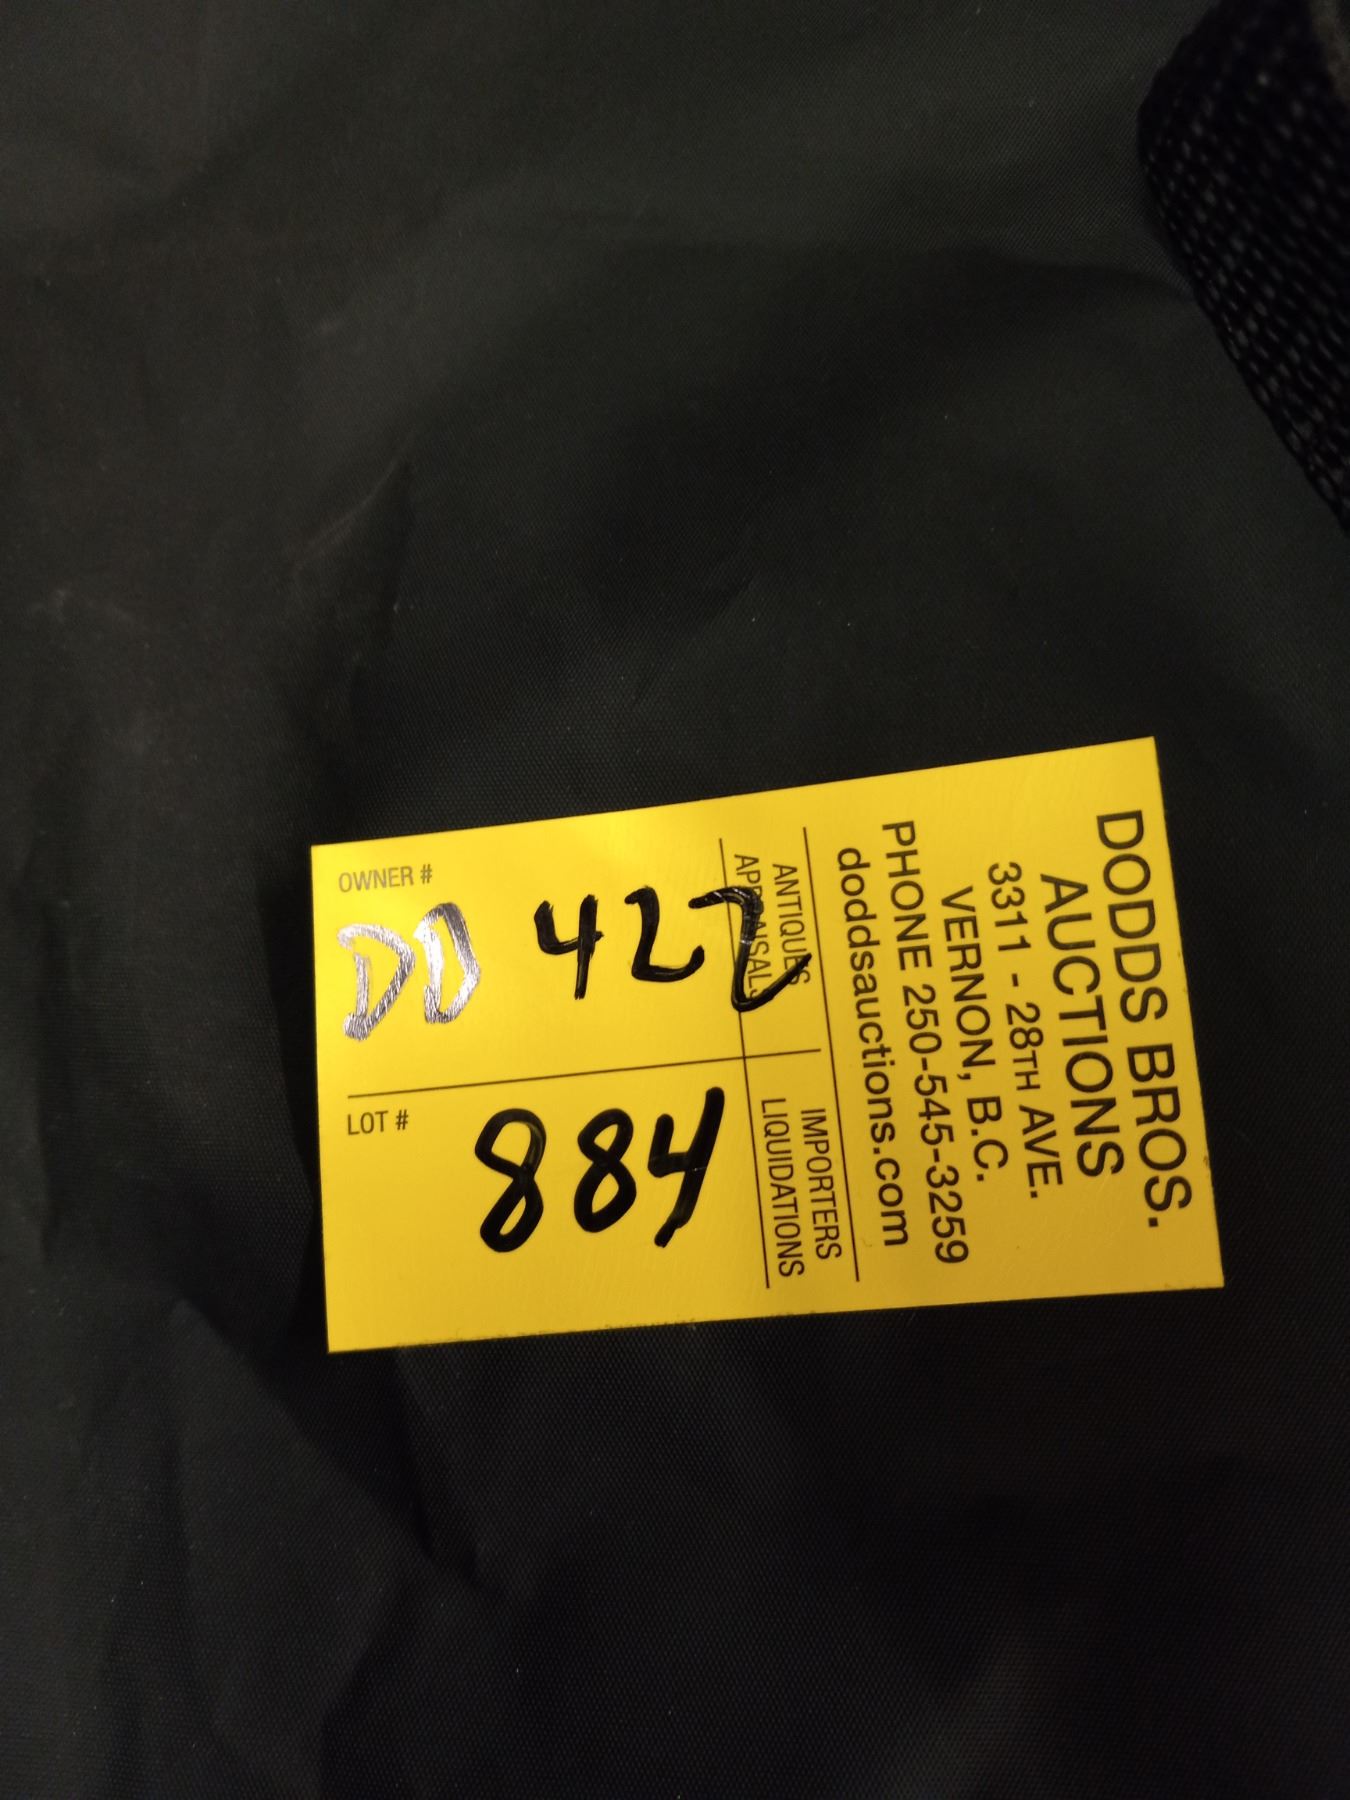 DODDS BROS.
AUCTIONS
3311 - 28TH AVE.
VERNON, B.C.
PHONE 250-545-3259
doddsauctions.com
ANTIQUES
APPRAISALS
IMPORTERS
LIQUIDATIONS
OWNER #
DD 422
LOT #
884